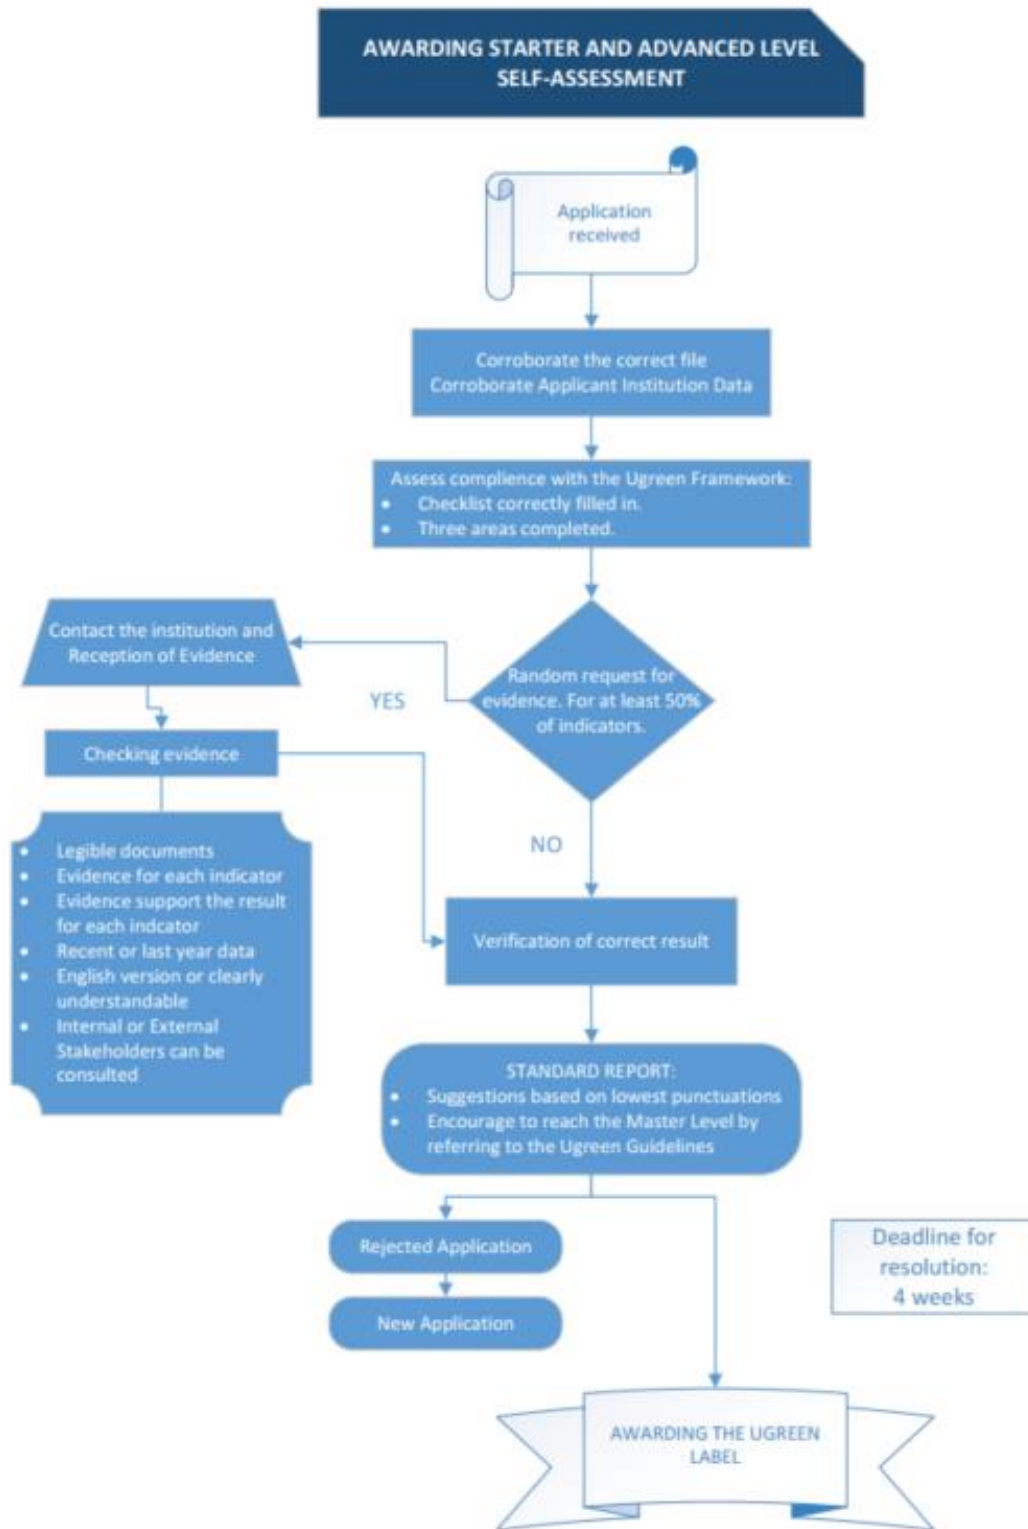 AWARDING STARTER AND ADVANCED LEVEL
SELF-ASSESSMENT
Application
received
Corroborate the correct file
Corroborate Applicant Institution Data
Assess complience with the Ugreen Framework:
• Checklist correctly filled in.
• Three areas completed.
Random request for
evidence. For at least 50%
of indicators.
YES
Contact the institution and
Reception of Evidence
Checking evidence
• Legible documents
• Evidence for each indicator
• Evidence support the result
for each indcator
• Recent or last year data
• English version or clearly
understandable
• Internal or External
Stakeholders can be
consulted
NO
Verification of correct result
STANDARD REPORT:
• Suggestions based on lowest punctuations
• Encourage to reach the Master Level by
referring to the Ugreen Guidelines
Rejected Application
New Application
Deadline for
resolution:
4 weeks
AWARDING THE UGREEN
LABEL